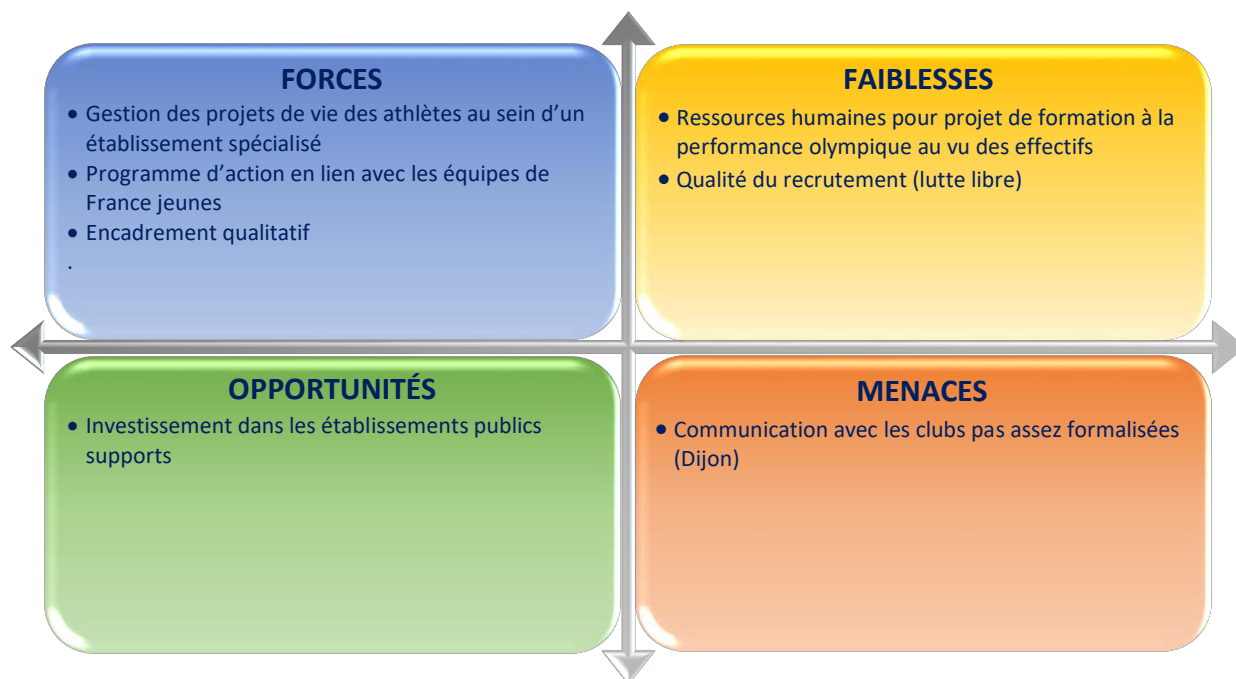 FORCES
• Gestion des projets de vie des athlètes au sein d’un
établissement spécialisé
• Programme d’action en lien avec les équipes de
France jeunes
• Encadrement qualitatif
.
FAIBLESSES
• Ressources humaines pour projet de formation à la
performance olympique au vu des effectifs
• Qualité du recrutement (lutte libre)
OPPORTUNITÉS
• Investissement dans les établissements publics
supports
MENACES
• Communication avec les clubs pas assez formalisées
(Dijon)